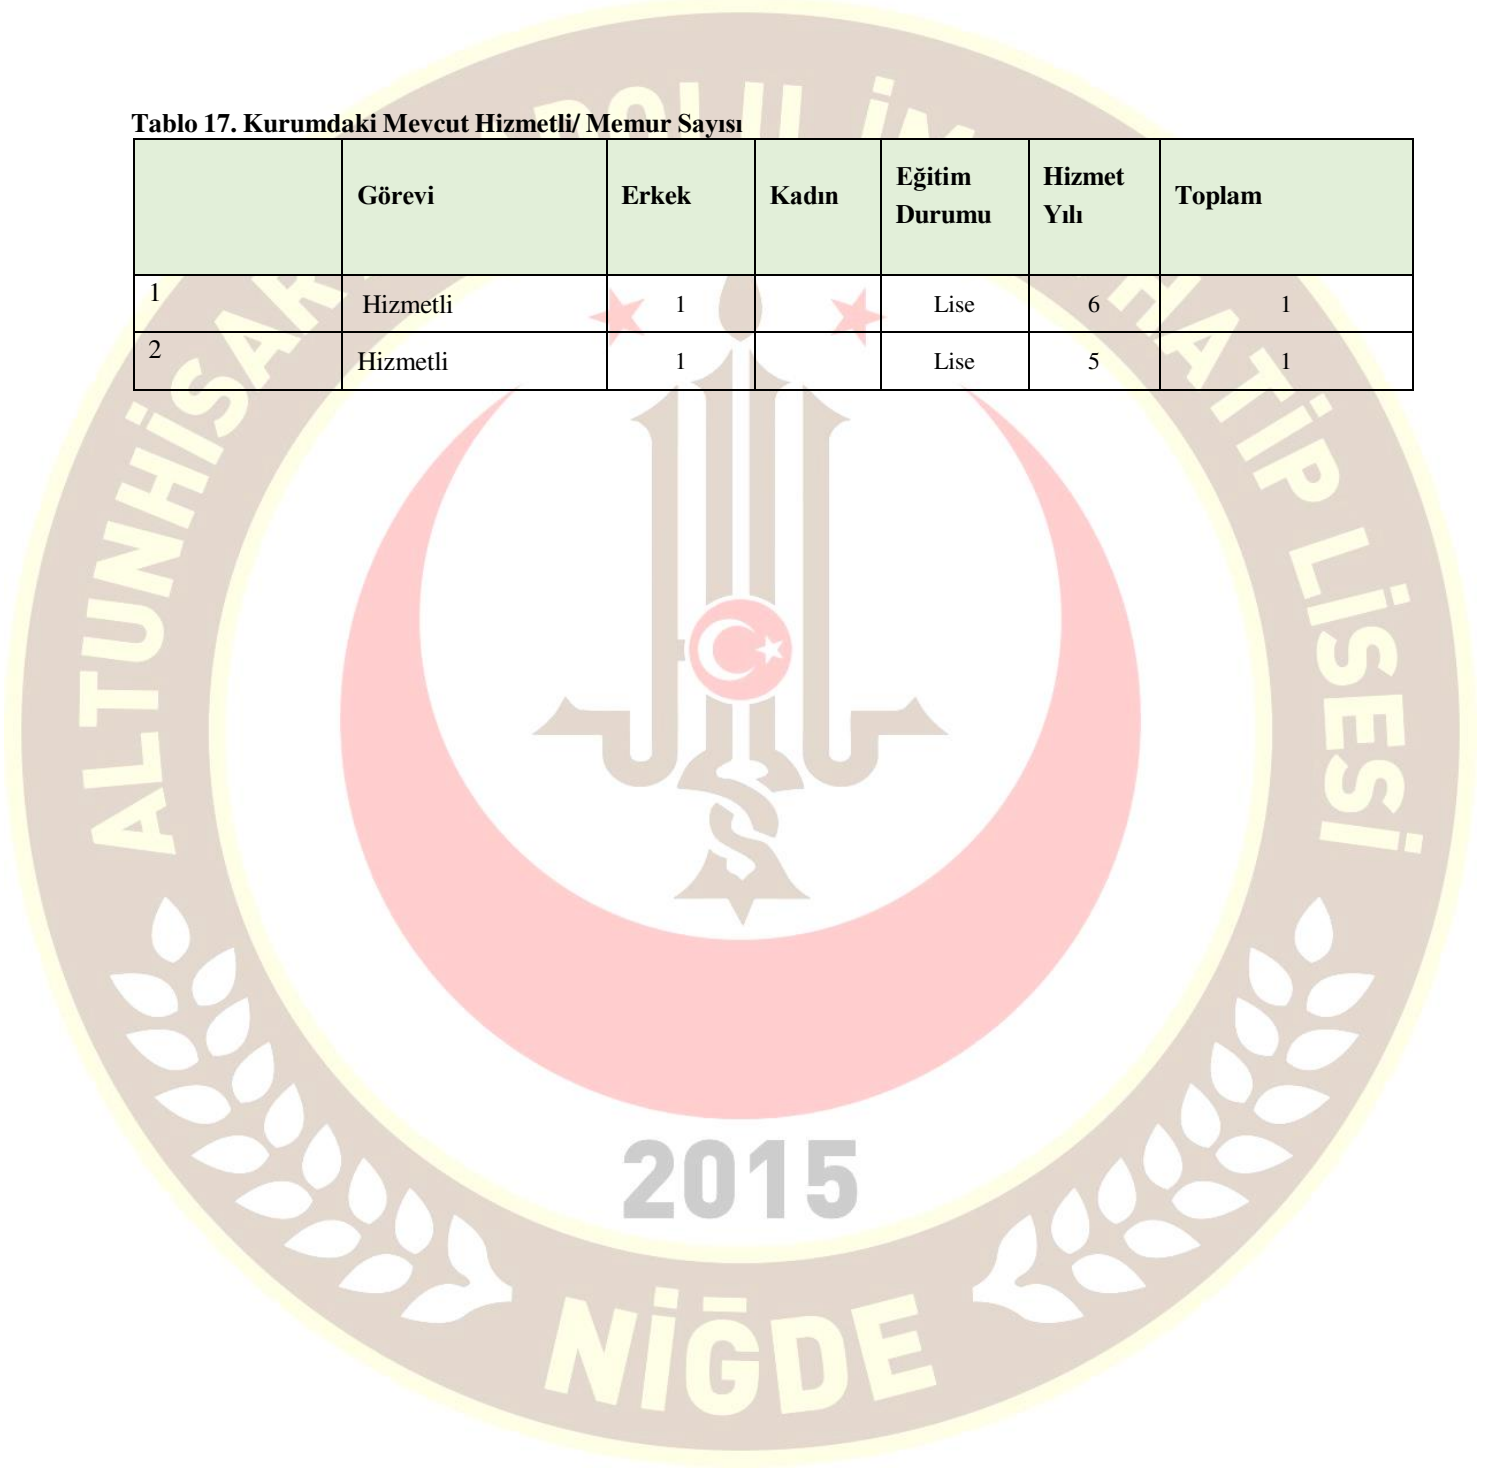 Tablo 17. Kurumdaki Mevcut Hizmetli/ Memur Sayısı
Görevi Erkek Kadın Eğitim Durumu Hizmet Yılı Toplam
1 Hizmetli 1 Lise 6 1
2 Hizmetli 1 Lise 5 1
ALTUNHİSAR
HATİP LİSESİ
2015
NİĞDE